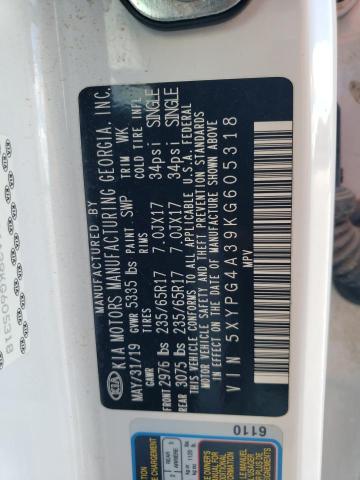 KIA
MANUFACTURED BY
KIA MOTORS MANUFACTURING GEORGIA, INC.
MAY/31/19 PAINT: SWP TRIM WK
GVWR 5335 lbs
GAWR TIRES RIMS COLD TIRE INFL
FRONT 2976 lbs 235/65R17 7.0JX17 34psi SINGLE
REAR 3075 lbs 235/65R17 7.0JX17 34psi SINGLE
THIS VEHICLE CONFORMS TO ALL APPLICABLE U.S.A. FEDERAL
MOTOR VEHICLE SAFETY AND THEFT PREVENTION STANDARDS
IN EFFECT ON THE DATE OF MANUFACTURE SHOWN ABOVE
VIN 5XYPG4A39KG605318
MPV
6110
REAR